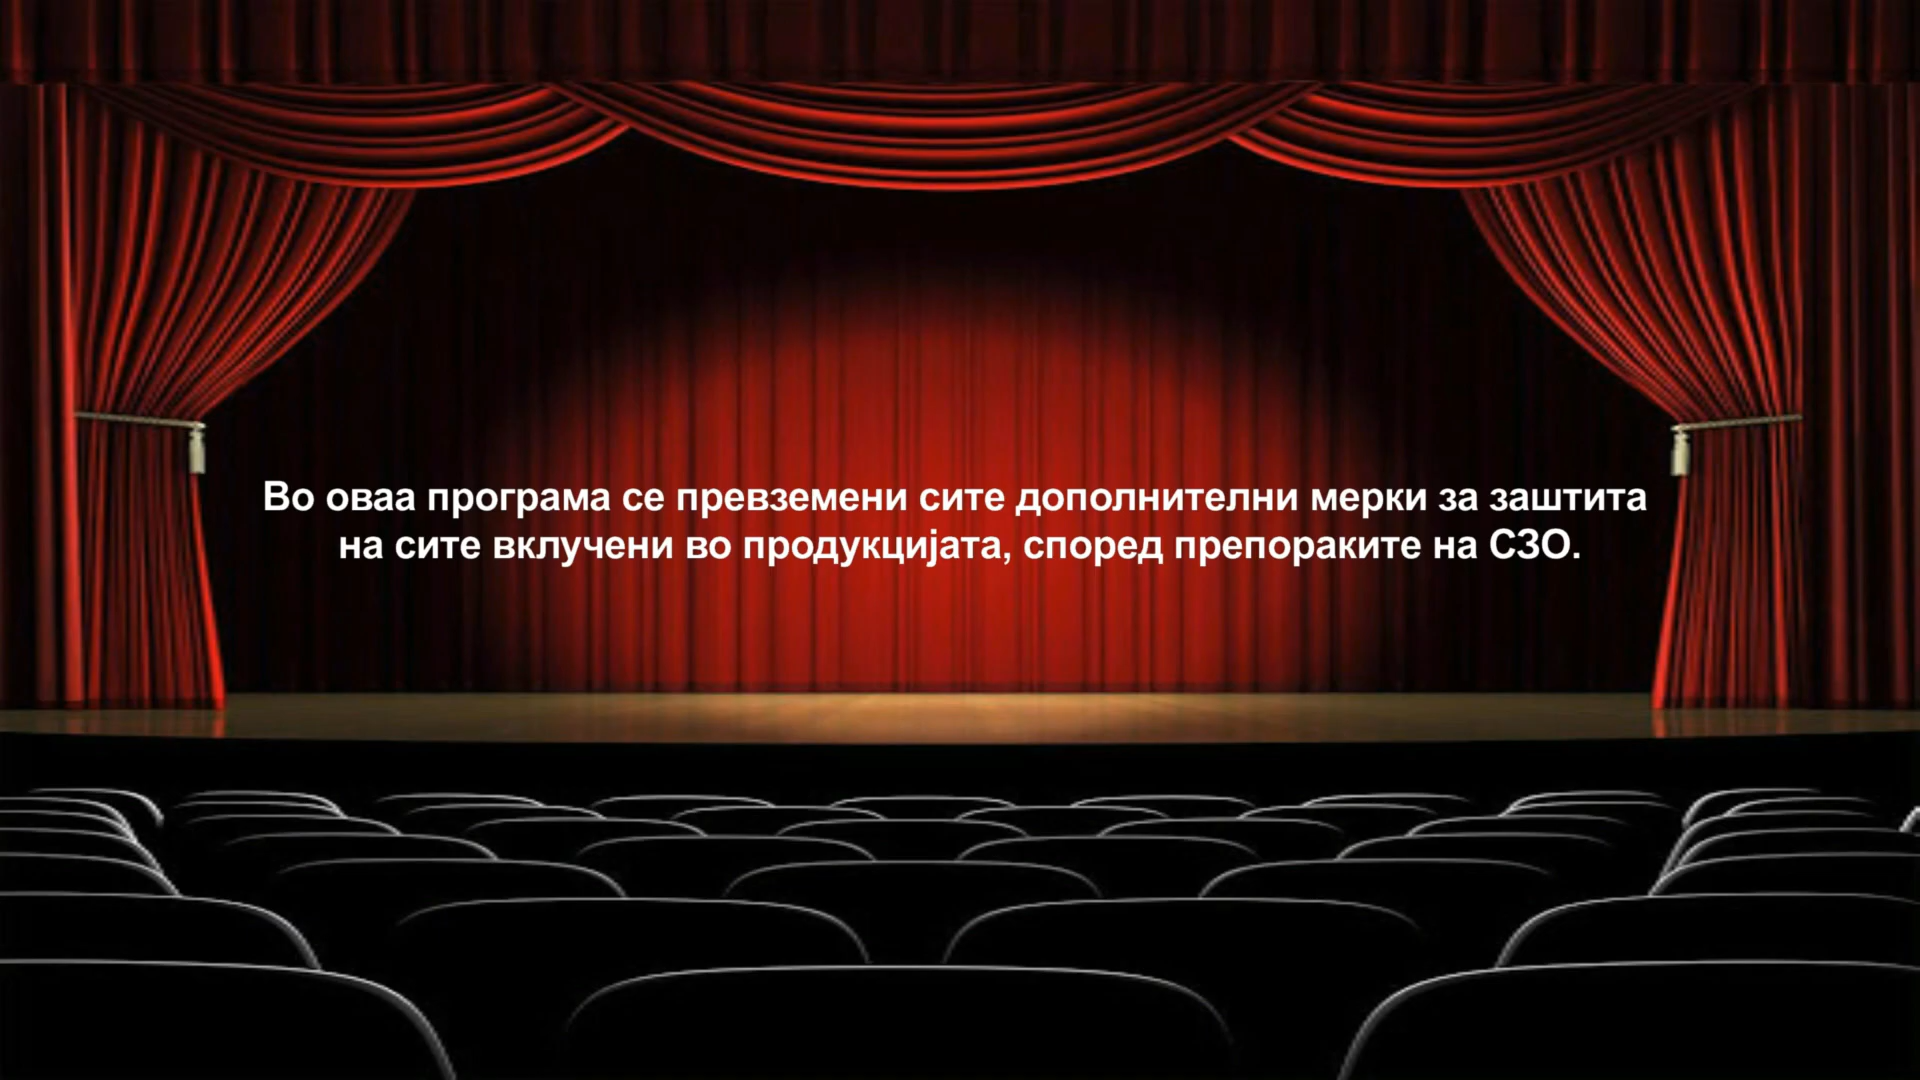 Во оваа програма се превземени сите дополнителни мерки за заштита
на сите вклучени во продукцијата, според препораките на СЗО.